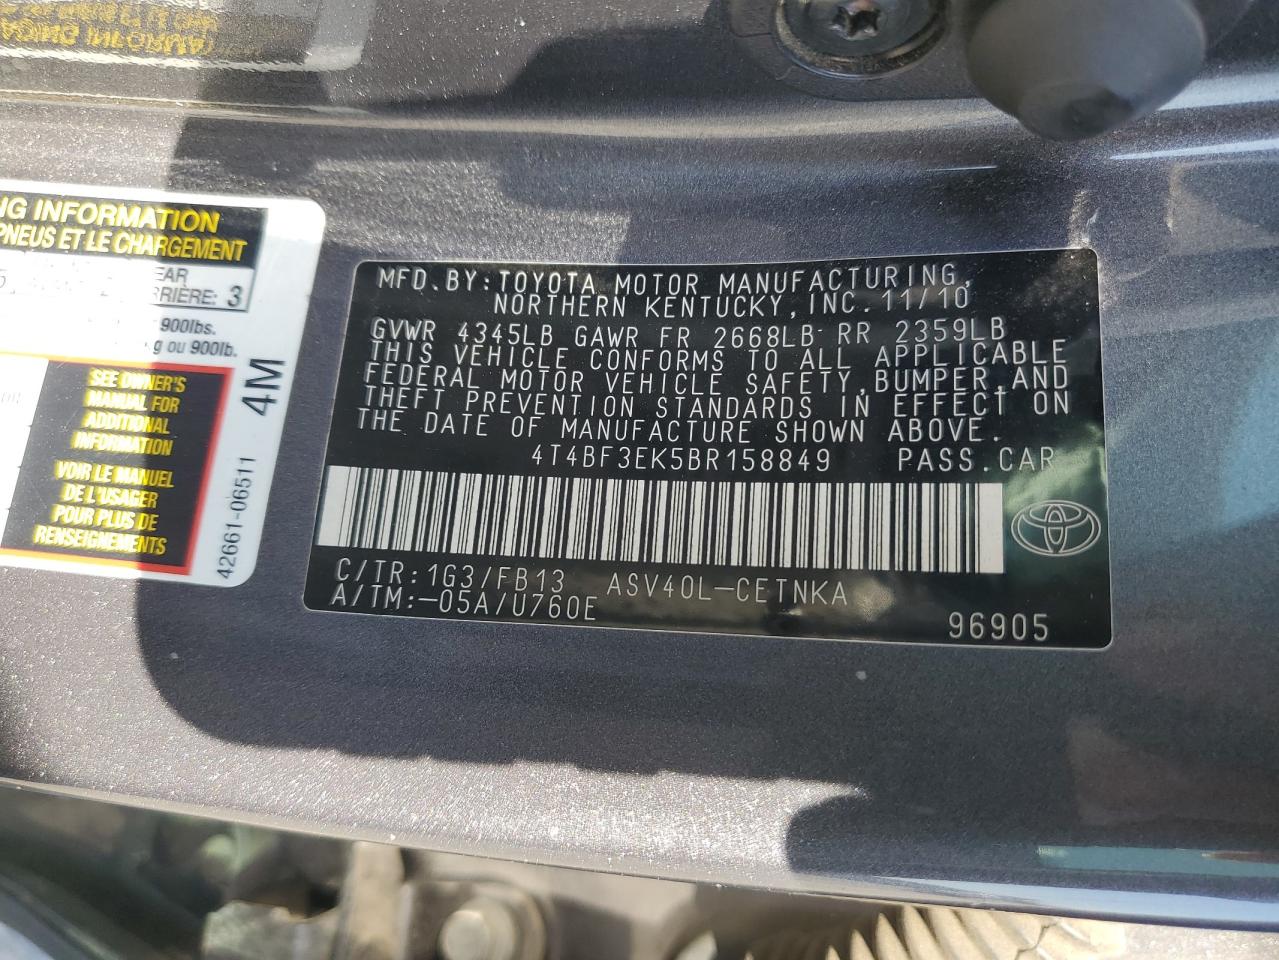 NG INFORMATION
PNEUS ET LE CHARGEMENT
EAR
RRIÈRE: 3
900lbs.
g ou 900lb.
SEE OWNER'S
MANUAL FOR
ADDITIONAL
INFORMATION
VOIR LE MANUEL
DE L'USAGER
POUR PLUS DE
RENSEIGNEMENTS
4M
42661-06511
MFD.BY:TOYOTA MOTOR MANUFACTURING,
NORTHERN KENTUCKY,INC.11/10
GVWR 4345LB GAWR FR 2668LB RR 2359LB
THIS VEHICLE CONFORMS TO ALL APPLICABLE
FEDERAL MOTOR VEHICLE SAFETY,BUMPER,AND
THEFT PREVENTION STANDARDS IN EFFECT ON
THE DATE OF MANUFACTURE SHOWN ABOVE.
4T4BF3EK5BR158849 PASS.CAR
C/TR:1G3/FB13 ASV40L-CETNKA
A/TM:-05A/U760E
96905